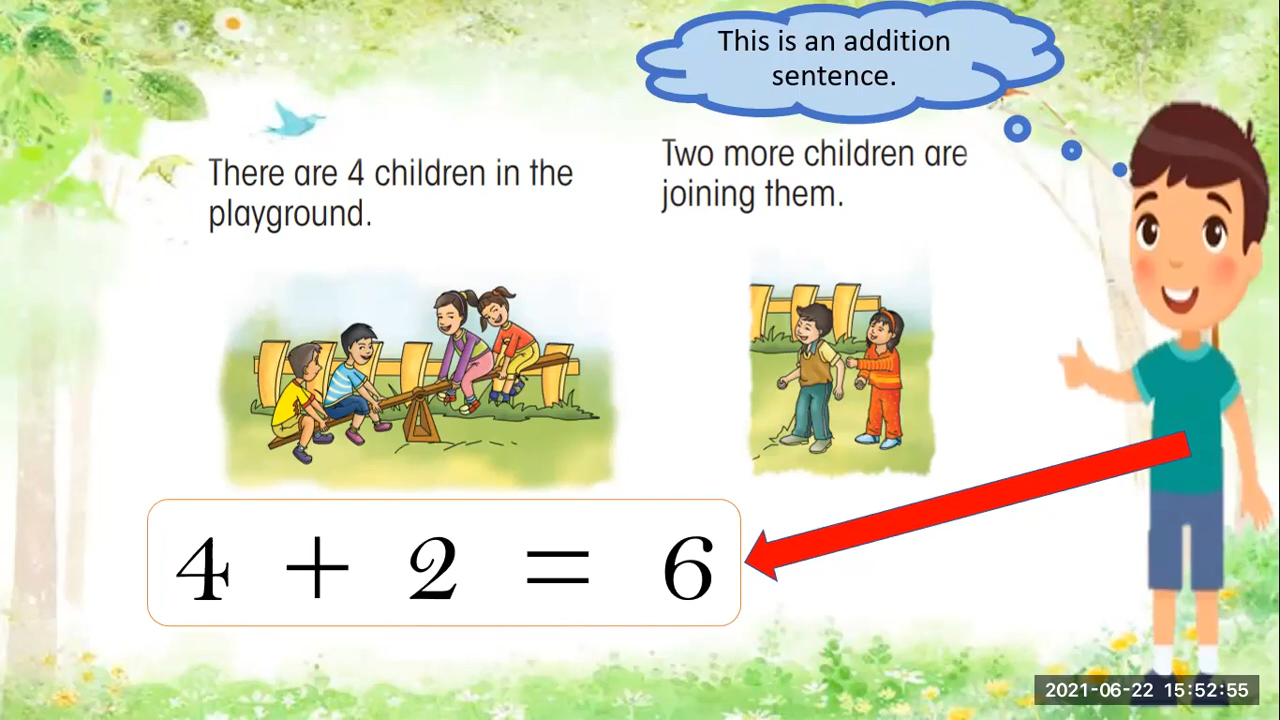 This is an addition
sentence.
There are 4 children in the
playground.
Two more children are
joining them.
4 + 2 = 6
2021-06-22 15:52:55